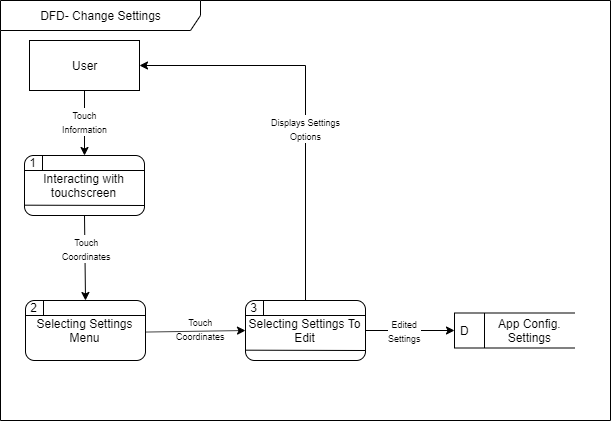 DFD- Change Settings
User
Touch
Information
1
Interacting with
touchscreen
Touch
Coordinates
2
Selecting Settings
Menu
Touch
Coordinates
3
Selecting Settings To
Edit
Displays Settings
Options
Edited
Settings
D
App Config.
Settings